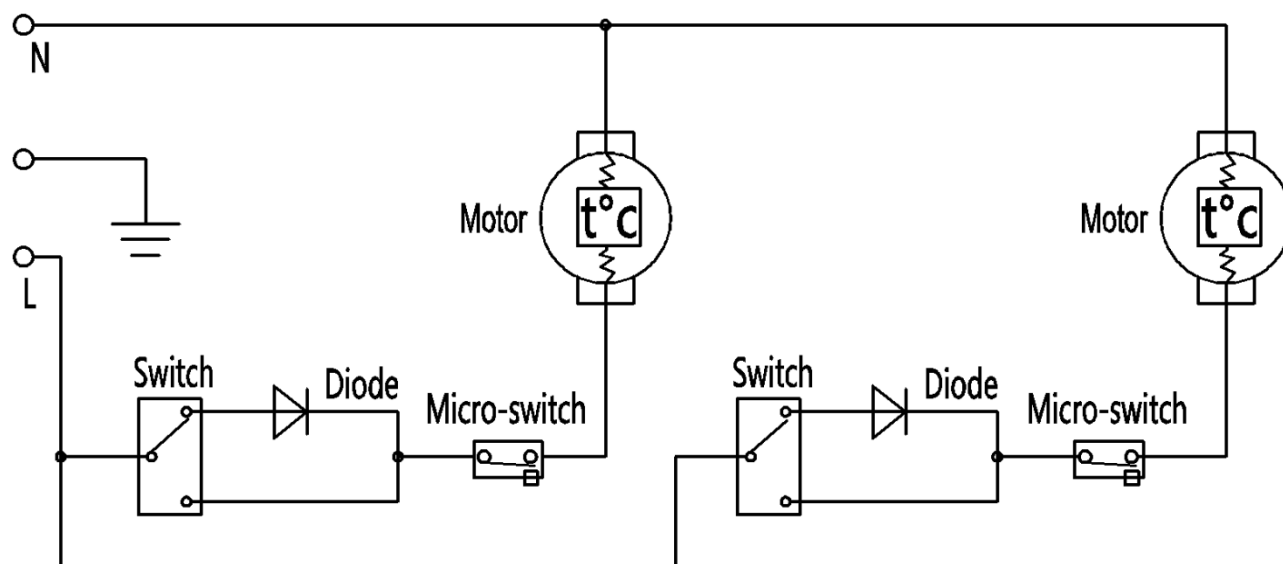 N
L
Motor
t°c
Motor
t°c
Switch
Diode
Micro-switch
Switch
Diode
Micro-switch